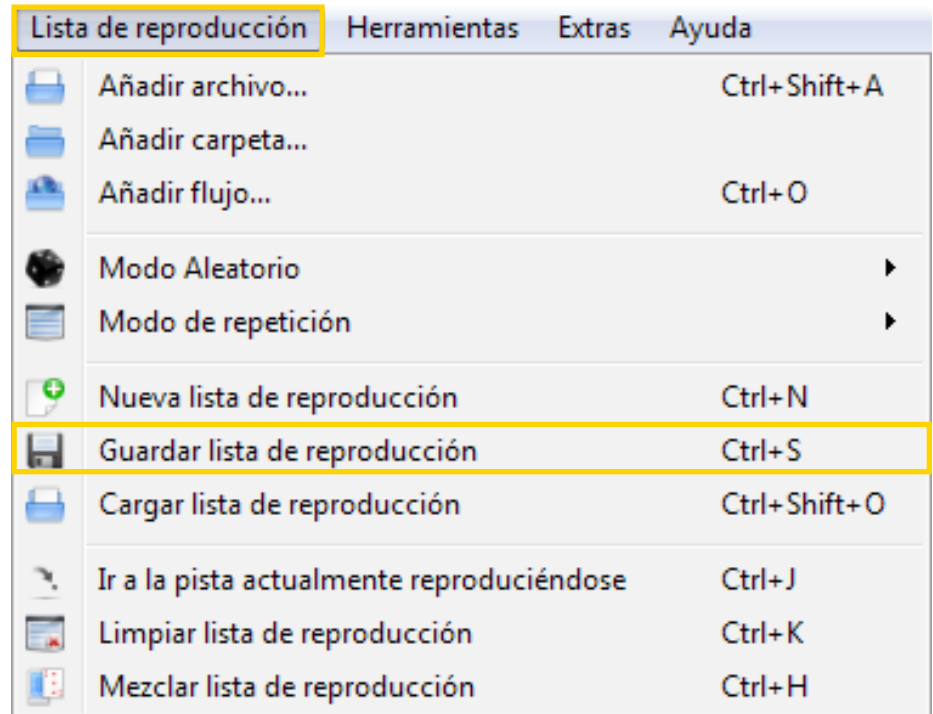 Lista de reproducción Herramientas Extras Ayuda
Añadir archivo... Ctrl+Shift+A
Añadir carpeta...
Añadir flujo... Ctrl+O
Modo Aleatorio
Modo de repetición
Nueva lista de reproducción Ctrl+N
Guardar lista de reproducción Ctrl+S
Cargar lista de reproducción Ctrl+Shift+O
Ir a la pista actualmente reproduciéndose Ctrl+J
Limpiar lista de reproducción Ctrl+K
Mezclar lista de reproducción Ctrl+H